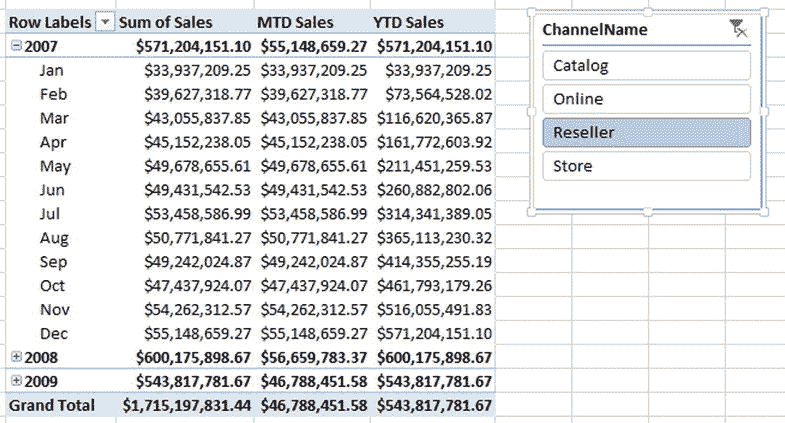 Row Labels Sum of Sales MTD Sales YTD Sales
2007 $571,204,151.10 $55,148,659.27 $571,204,151.10
Jan $33,937,209.25 $33,937,209.25 $33,937,209.25
Feb $39,627,318.77 $39,627,318.77 $73,564,528.02
Mar $43,055,837.85 $43,055,837.85 $116,620,365.87
Apr $45,152,238.05 $45,152,238.05 $161,772,603.92
May $49,678,655.61 $49,678,655.61 $211,451,259.53
Jun $49,431,542.53 $49,431,542.53 $260,882,802.06
Jul $53,458,586.99 $53,458,586.99 $314,341,389.05
Aug $50,771,841.27 $50,771,841.27 $365,113,230.32
Sep $49,242,024.87 $49,242,024.87 $414,355,255.19
Oct $47,437,924.07 $47,437,924.07 $461,793,179.26
Nov $54,262,312.57 $54,262,312.57 $516,055,491.83
Dec $55,148,659.27 $55,148,659.27 $571,204,151.10
2008 $600,175,898.67 $56,659,783.37 $600,175,898.67
2009 $543,817,781.67 $46,788,451.58 $543,817,781.67
Grand Total $1,715,197,831.44 $46,788,451.58 $543,817,781.67
ChannelName
Catalog
Online
Reseller
Store